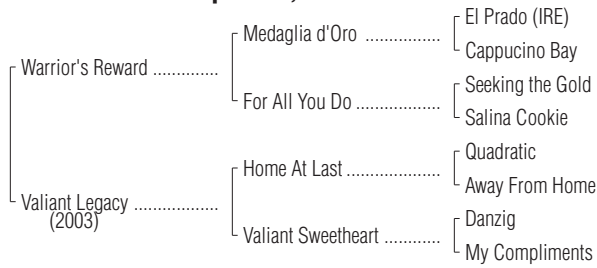 El Prado (IRE)
Medaglia d'Oro ................
Cappucino Bay
Warrior's Reward ..............
Seeking the Gold
For All You Do ..................
Salina Cookie
Quadratic
Home At Last ....................
Away From Home
Valiant Legacy ..................
(2003)
Danzig
Valiant Sweetheart ............
My Compliments